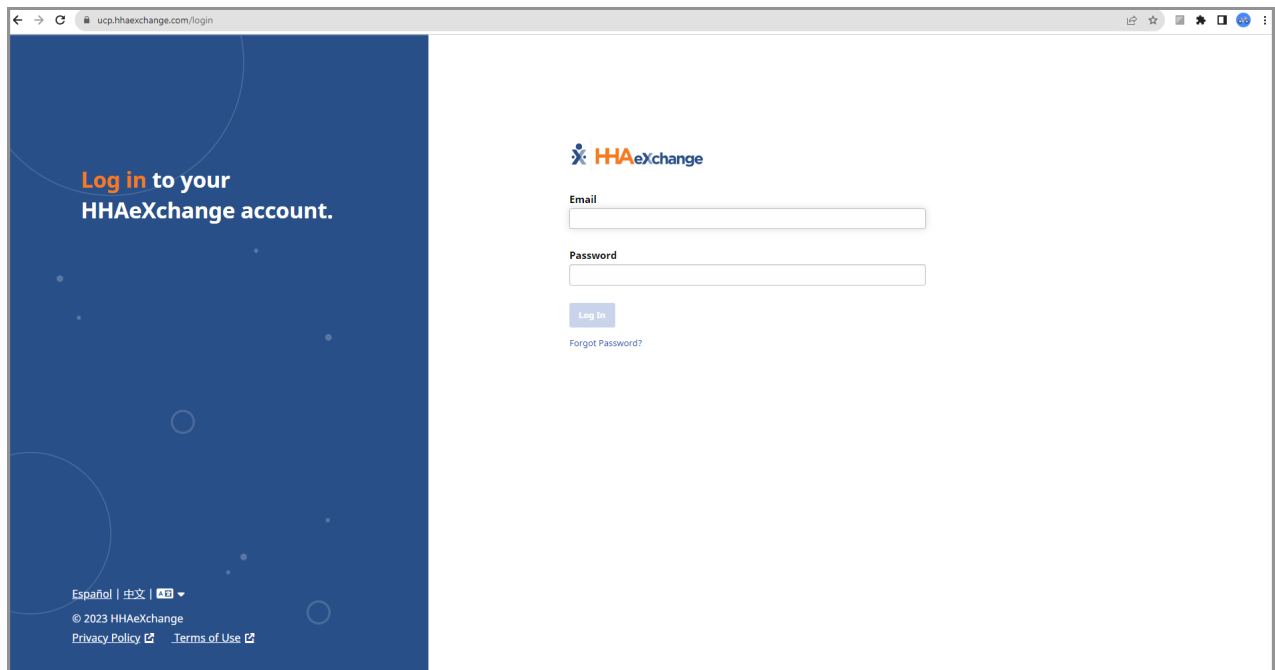 ucp.hhaexchange.com/login
Log in to your
HHAeXchange account.
HHAeXchange
Email
Password
Log In
Forgot Password?
Español | 中文 |
© 2023 HHAeXchange
Privacy Policy Terms of Use